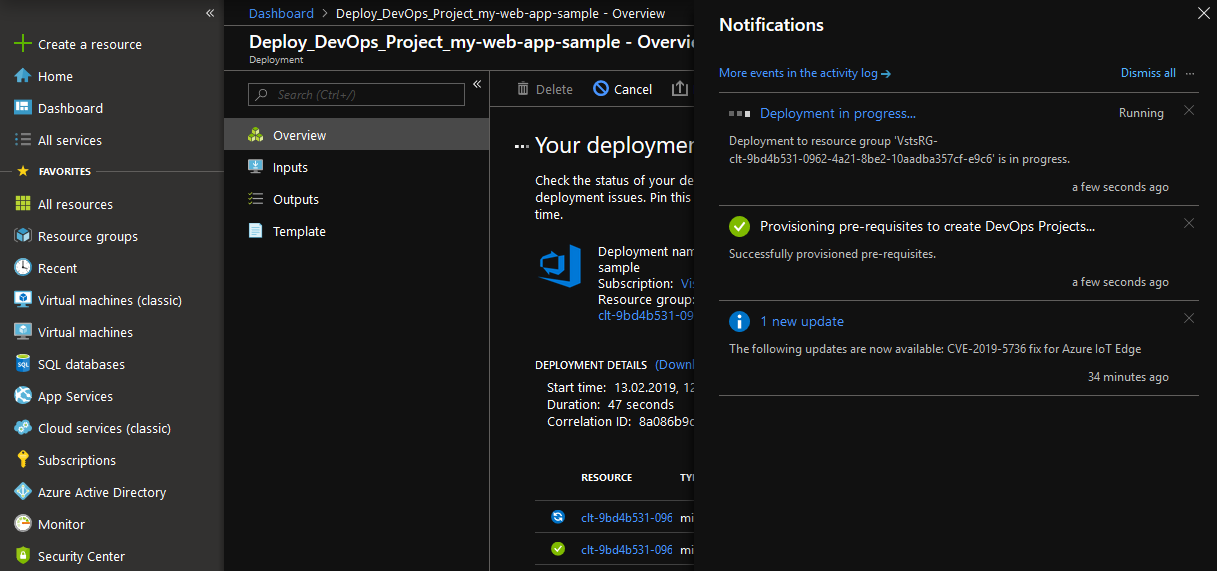 «
Create a resource
Home
Dashboard
All services
FAVORITES
All resources
Resource groups
Recent
Virtual machines (classic)
Virtual machines
SQL databases
App Services
Cloud services (classic)
Subscriptions
Azure Active Directory
Monitor
Security Center
Dashboard > Deploy_DevOps_Project_my-web-app-sample - Overview
Deploy_DevOps_Project_my-web-app-sample - Overvi
Deployment
Search (Ctrl+/)
«
Overview
Inputs
Outputs
Template
Delete Cancel
Your deploymen
Check the status of your de
deployment issues. Pin this
time.
Deployment nam
sample
Subscription: Vis
Resource group:
clt-9bd4b531-09
DEPLOYMENT DETAILS (Downl
Start time: 13.02.2019, 12
Duration: 47 seconds
Correlation ID: 8a086b9c
RESOURCE TYI
clt-9bd4b531-096 mi
clt-9bd4b531-096 mi
Notifications
More events in the activity log → Dismiss all ...
Deployment in progress... Running
Deployment to resource group 'VstsRG-
clt-9bd4b531-0962-4a21-8be2-10aadba357cf-e9c6' is in progress.
a few seconds ago
Provisioning pre-requisites to create DevOps Projects...
Successfully provisioned pre-requisites.
a few seconds ago
1 new update
The following updates are now available: CVE-2019-5736 fix for Azure IoT Edge
34 minutes ago